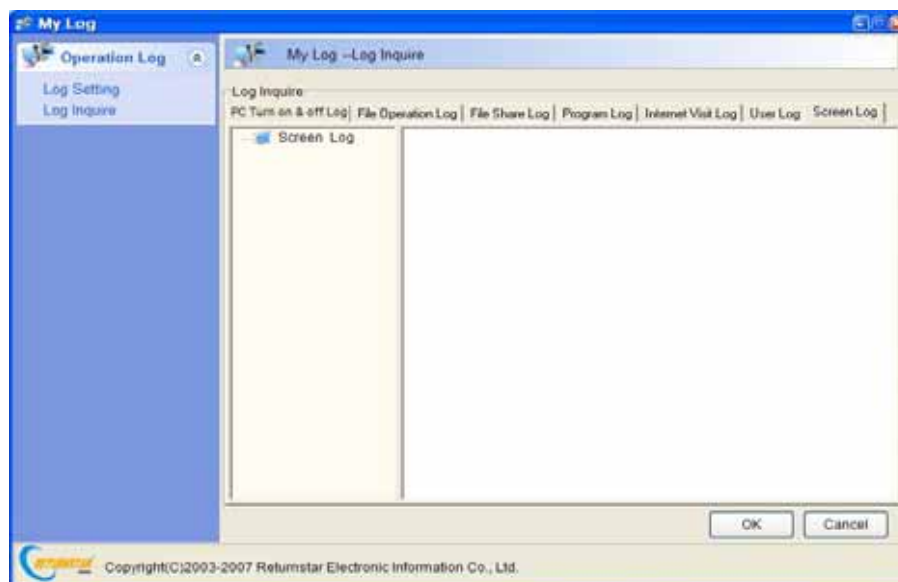 My Log
Operation Log
Log Setting
Log Inquire
My Log --Log Inquire
Log Inquire
PC Turn on & off Log File Operation Log File Share Log Program Log Internet Visit Log User Log Screen Log
Screen Log
OK Cancel
Copyright(C)2003-2007 Returnstar Electronic Information Co., Ltd.